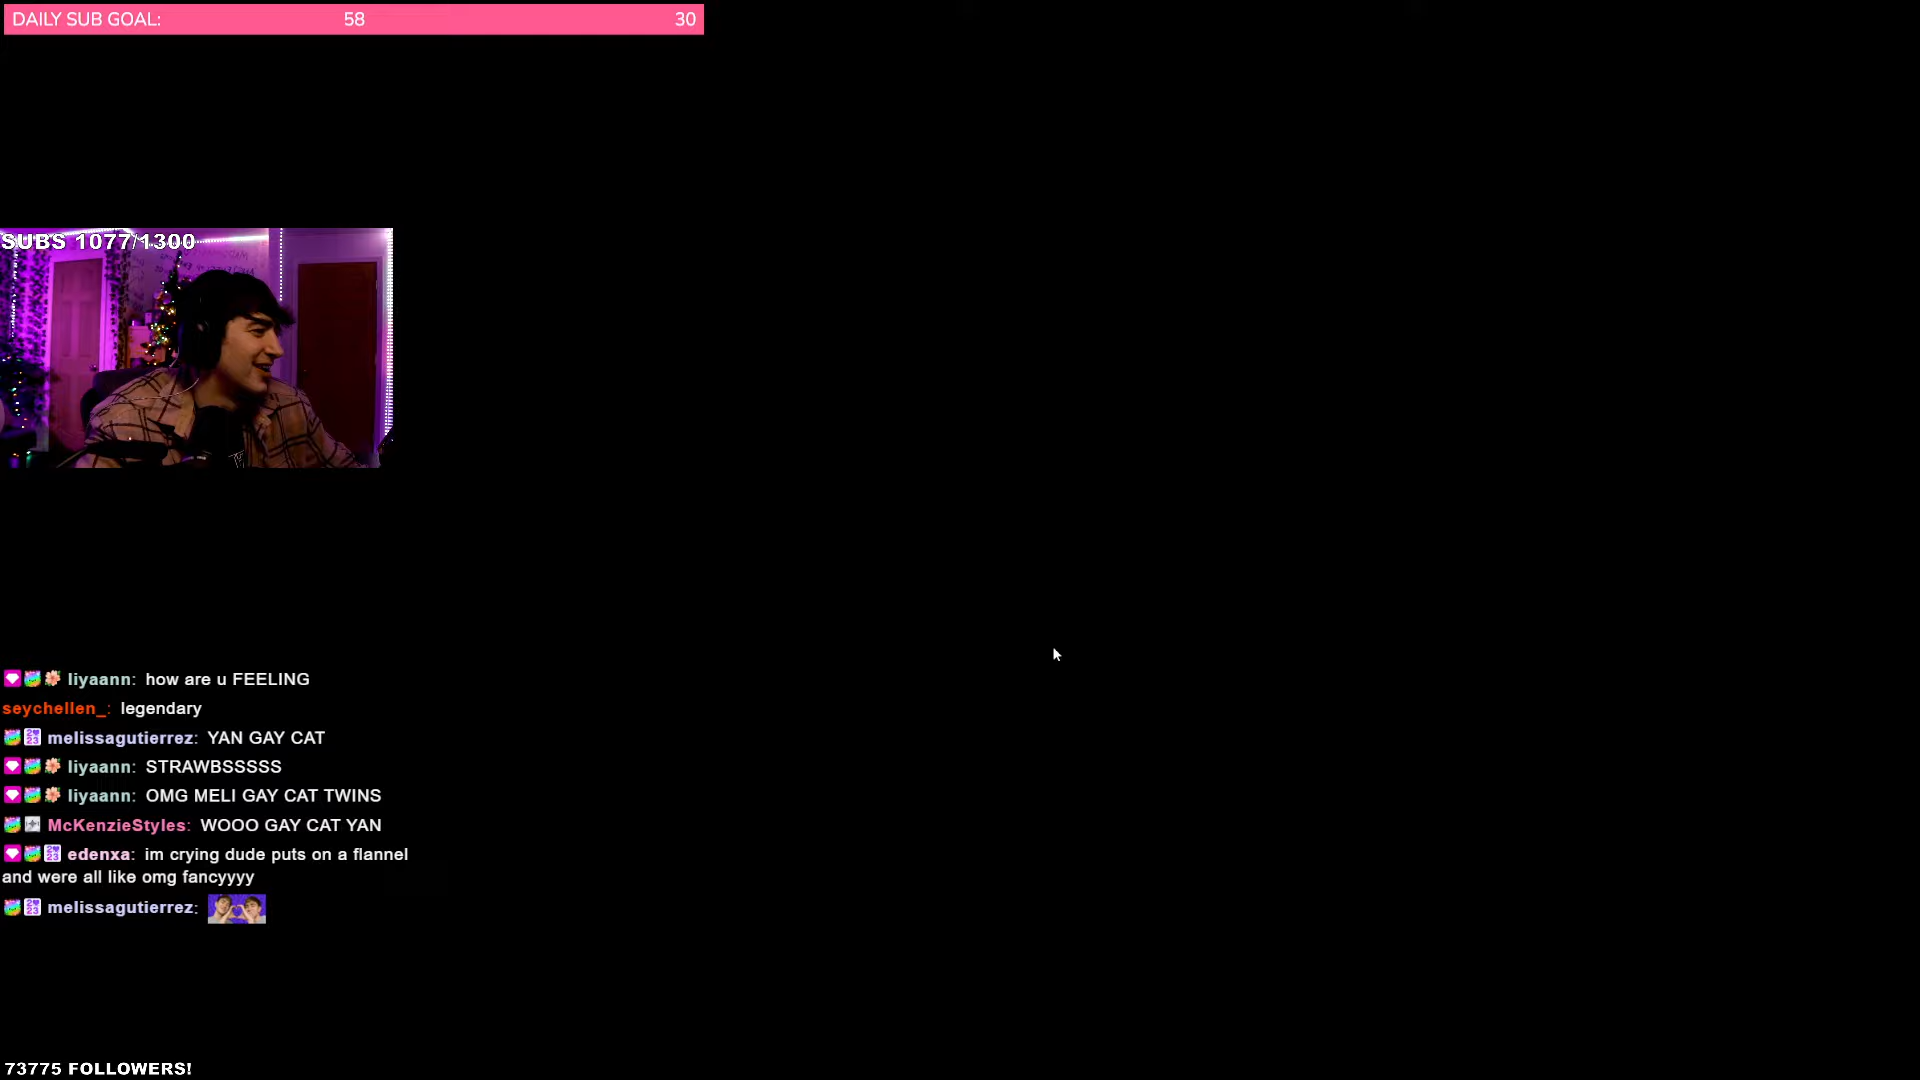 DAILY SUB GOAL: 58 30
SUBS 1077/1300
liyaann: how are u FEELING
seychellen_: legendary
melissagutierrez: YAN GAY CAT
liyaann: STRAWBSSSSS
liyaann: OMG MELI GAY CAT TWINS
McKenzieStyles: WOOO GAY CAT YAN
edenxa: im crying dude puts on a flannel
and were all like omg fancyyyy
melissagutierrez:
73775 FOLLOWERS!